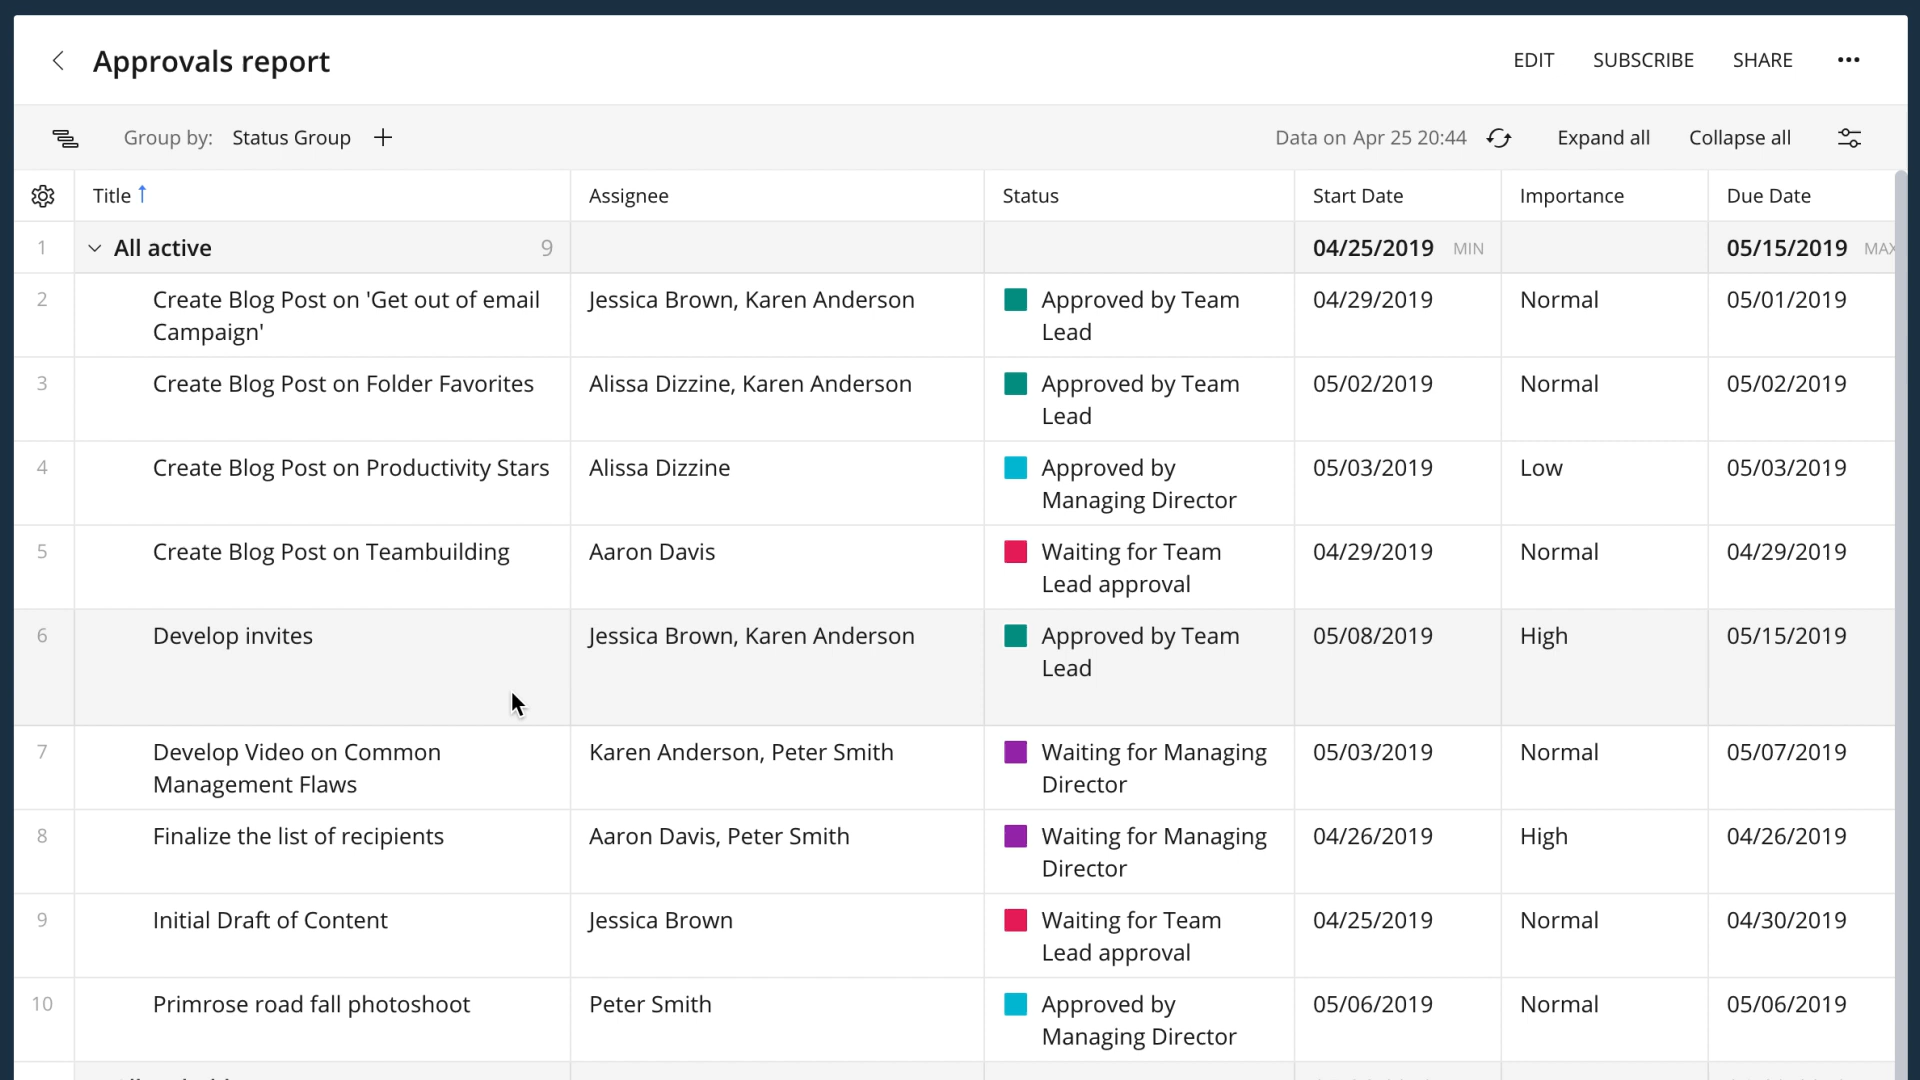 Approvals report
EDIT SUBSCRIBE SHARE
Group by: Status Group
Data on Apr 25 20:44 Expand all Collapse all
Title Assignee Status Start Date Importance Due Date
1 All active 9 04/25/2019 MIN 05/15/2019 MAX
2 Create Blog Post on 'Get out of email Jessica Brown, Karen Anderson Approved by Team 04/29/2019 Normal 05/01/2019
Campaign' Lead
3 Create Blog Post on Folder Favorites Alissa Dizzine, Karen Anderson Approved by Team 05/02/2019 Normal 05/02/2019
Lead
4 Create Blog Post on Productivity Stars Alissa Dizzine Approved by 05/03/2019 Low 05/03/2019
Managing Director
5 Create Blog Post on Teambuilding Aaron Davis Waiting for Team 04/29/2019 Normal 04/29/2019
Lead approval
6 Develop invites Jessica Brown, Karen Anderson Approved by Team 05/08/2019 High 05/15/2019
Lead
7 Develop Video on Common Karen Anderson, Peter Smith Waiting for Managing 05/03/2019 Normal 05/07/2019
Management Flaws Director
8 Finalize the list of recipients Aaron Davis, Peter Smith Waiting for Managing 04/26/2019 High 04/26/2019
Director
9 Initial Draft of Content Jessica Brown Waiting for Team 04/25/2019 Normal 04/30/2019
Lead approval
10 Primrose road fall photoshoot Peter Smith Approved by 05/06/2019 Normal 05/06/2019
Managing Director